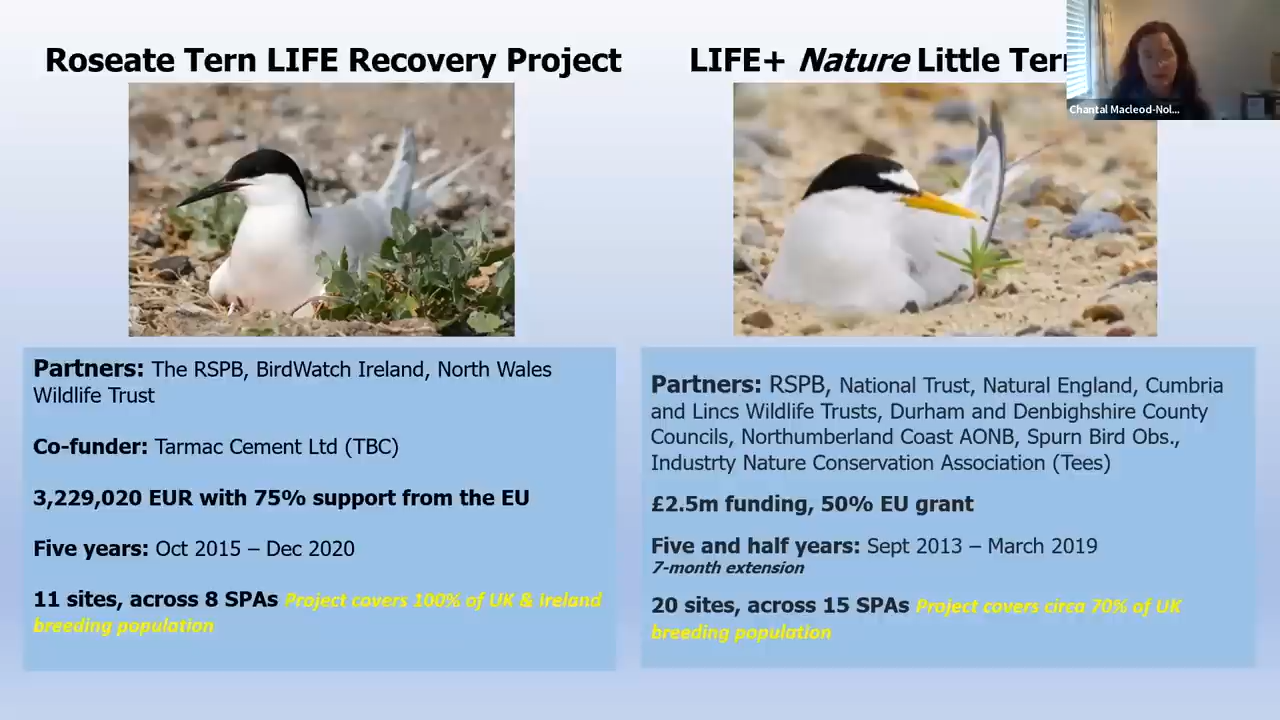 Roseate Tern LIFE Recovery Project
LIFE+ Nature Little Tern
Chantal Macleod-Nol...
Partners: The RSPB, BirdWatch Ireland, North Wales
Wildlife Trust
Co-funder: Tarmac Cement Ltd (TBC)
3,229,020 EUR with 75% support from the EU
Five years: Oct 2015 – Dec 2020
11 sites, across 8 SPAs Project covers 100% of UK & Ireland
breeding population
Partners: RSPB, National Trust, Natural England, Cumbria
and Lincs Wildlife Trusts, Durham and Denbighshire County
Councils, Northumberland Coast AONB, Spurn Bird Obs.,
Industrty Nature Conservation Association (Tees)
£2.5m funding, 50% EU grant
Five and half years: Sept 2013 – March 2019
7-month extension
20 sites, across 15 SPAs Project covers circa 70% of UK
breeding population